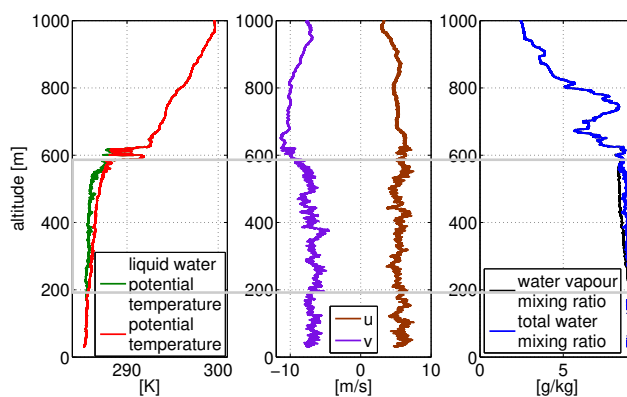 1000
800
600
400
200
0
altitude [m]
liquid water
potential
temperature
potential
temperature
290
300
[K]
1000
800
600
400
200
0
u
v
−10
0
10
[m/s]
1000
800
600
400
200
0
water vapour
mixing ratio
total water
mixing ratio
0
5
[g/kg]